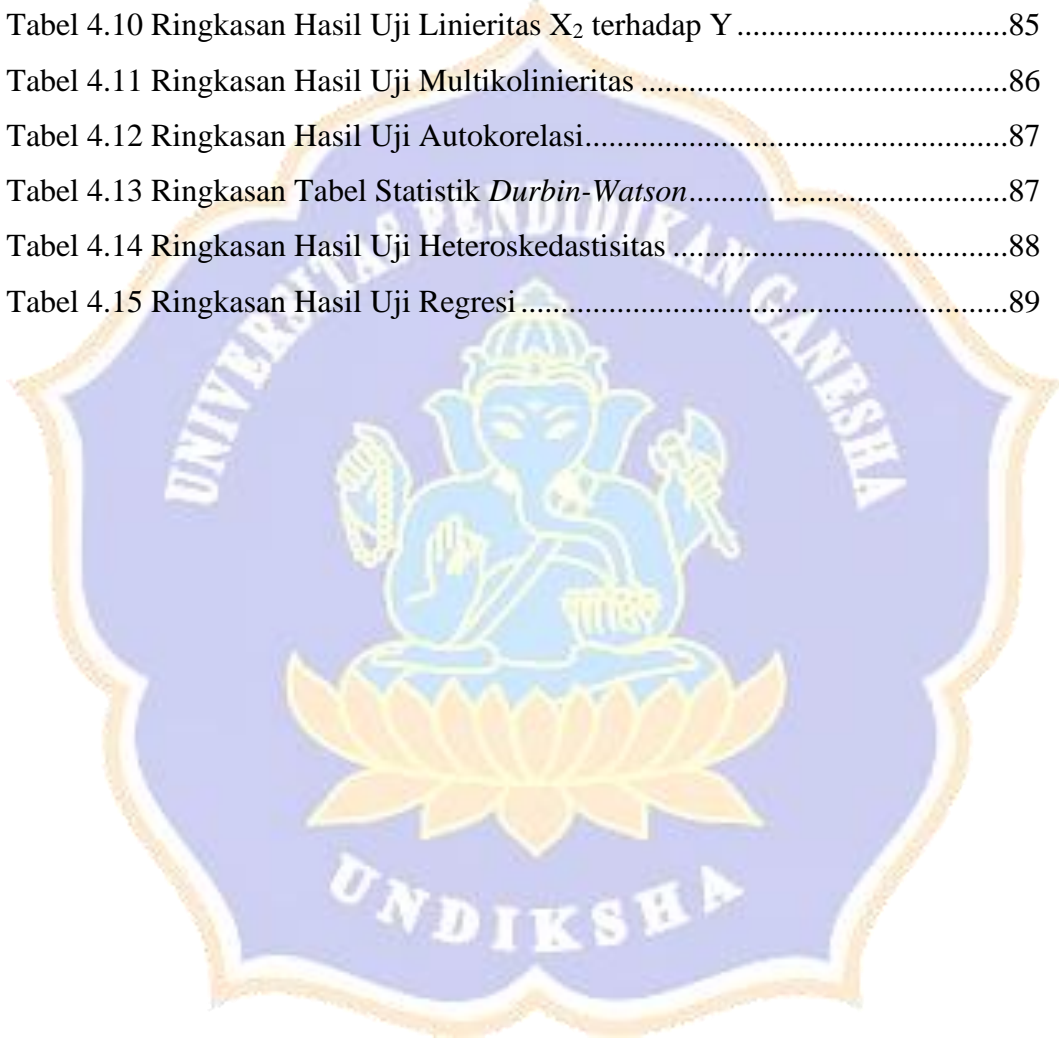 Tabel 4.10 Ringkasan Hasil Uji Linieritas X₂ terhadap Y.................................85
Tabel 4.11 Ringkasan Hasil Uji Multikolinieritas.............................................86
Tabel 4.12 Ringkasan Hasil Uji Autokorelasi....................................................87
Tabel 4.13 Ringkasan Tabel Statistik Durbin-Watson.......................................87
Tabel 4.14 Ringkasan Hasil Uji Heteroskedastisitas.........................................88
Tabel 4.15 Ringkasan Hasil Uji Regresi............................................................89
UNIVERSITAS PENDIDIKAN GANESHA
UNDIKSHA